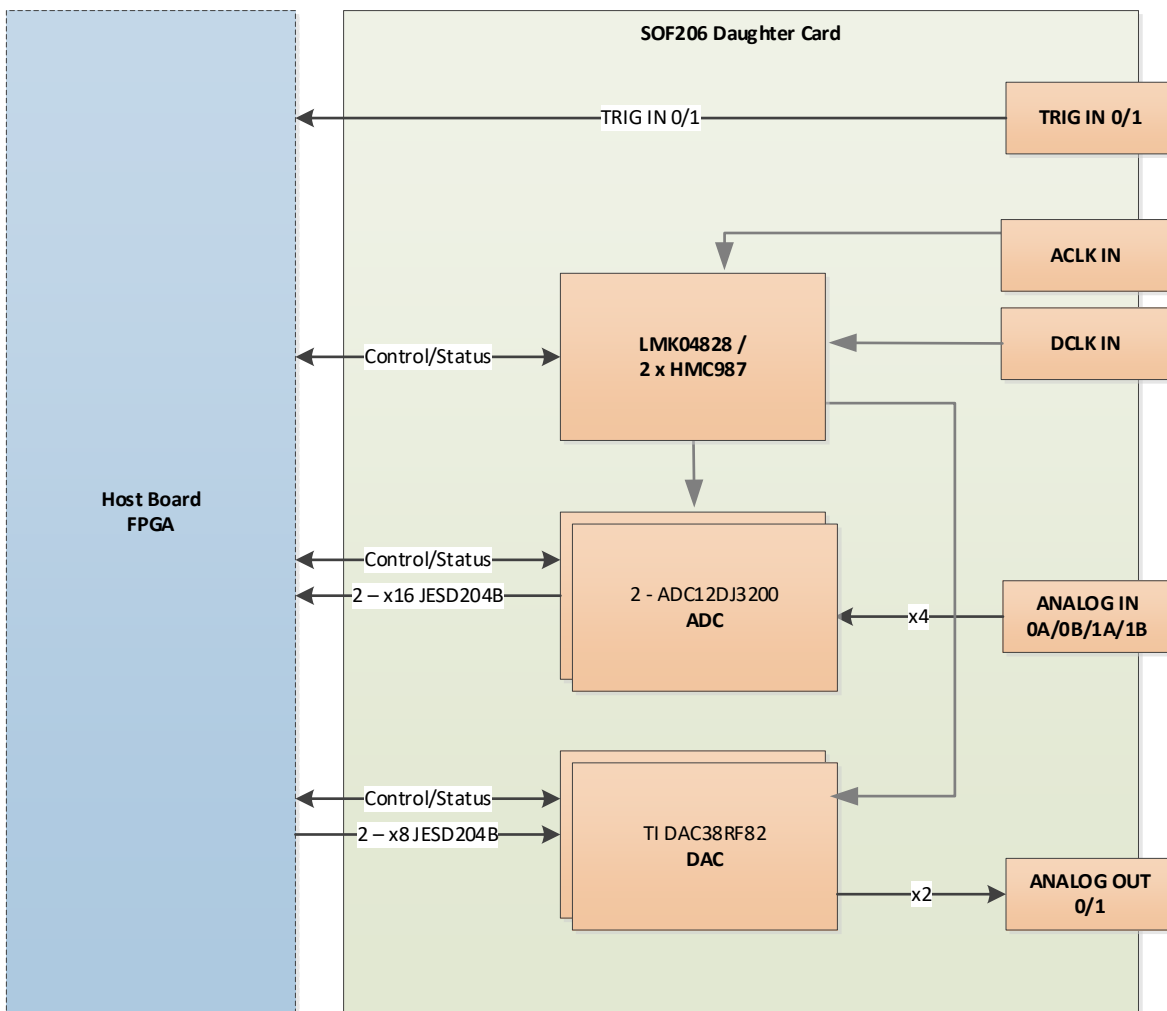 SOF206 Daughter Card
TRIG IN 0/1
TRIG IN 0/1
ACLK IN
LMK04828 /
2 x HMC987
DCLK IN
Control/Status
Host Board
FPGA
Control/Status
2 – x16 JESD204B
2 - ADC12DJ3200
ADC
x4
ANALOG IN
0A/0B/1A/1B
Control/Status
2 – x8 JESD204B
TI DAC38RF82
DAC
x2
ANALOG OUT
0/1